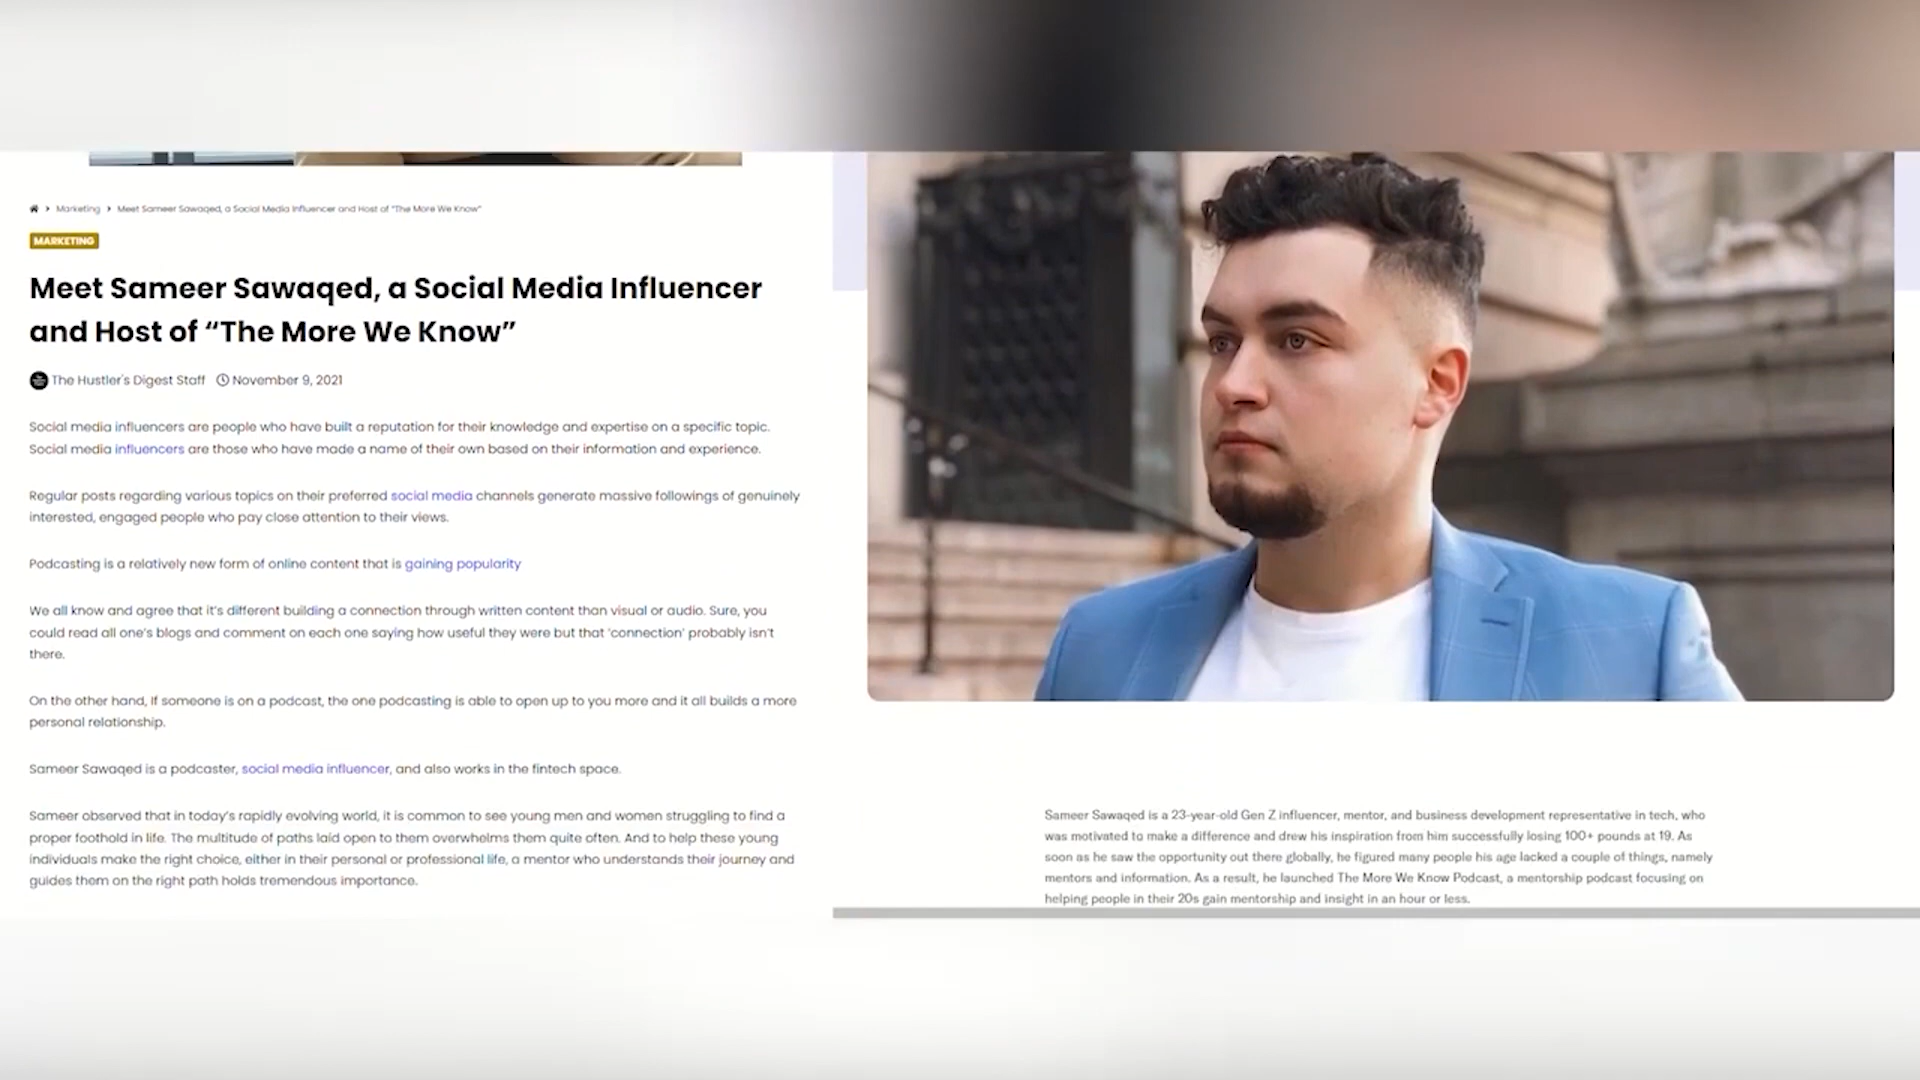 Marketing Meet Sameer Sawaqed, a Social Media Influencer and Host of “The More We Know”
MARKETING
Meet Sameer Sawaqed, a Social Media Influencer
and Host of “The More We Know”
The Hustler's Digest Staff November 9, 2021
Social media influencers are people who have built a reputation for their knowledge and expertise on a specific topic.
Social media influencers are those who have made a name of their own based on their information and experience.
Regular posts regarding various topics on their preferred social media channels generate massive followings of genuinely
interested, engaged people who pay close attention to their views.
Podcasting is a relatively new form of online content that is gaining popularity
We all know and agree that it’s different building a connection through written content than visual or audio. Sure, you
could read all one’s blogs and comment on each one saying how useful they were but that ‘connection’ probably isn’t
there.
On the other hand, If someone is on a podcast, the one podcasting is able to open up to you more and it all builds a more
personal relationship.
Sameer Sawaqed is a podcaster, social media influencer, and also works in the fintech space.
Sameer observed that in today’s rapidly evolving world, it is common to see young men and women struggling to find a
proper foothold in life. The multitude of paths laid open to them overwhelms them quite often. And to help these young
individuals make the right choice, either in their personal or professional life, a mentor who understands their journey and
guides them on the right path holds tremendous importance.
Sameer Sawaqed is a 23-year-old Gen Z influencer, mentor, and business development representative in tech, who
was motivated to make a difference and drew his inspiration from him successfully losing 100+ pounds at 19. As
soon as he saw the opportunity out there globally, he figured many people his age lacked a couple of things, namely
mentors and information. As a result, he launched The More We Know Podcast, a mentorship podcast focusing on
helping people in their 20s gain mentorship and insight in an hour or less.